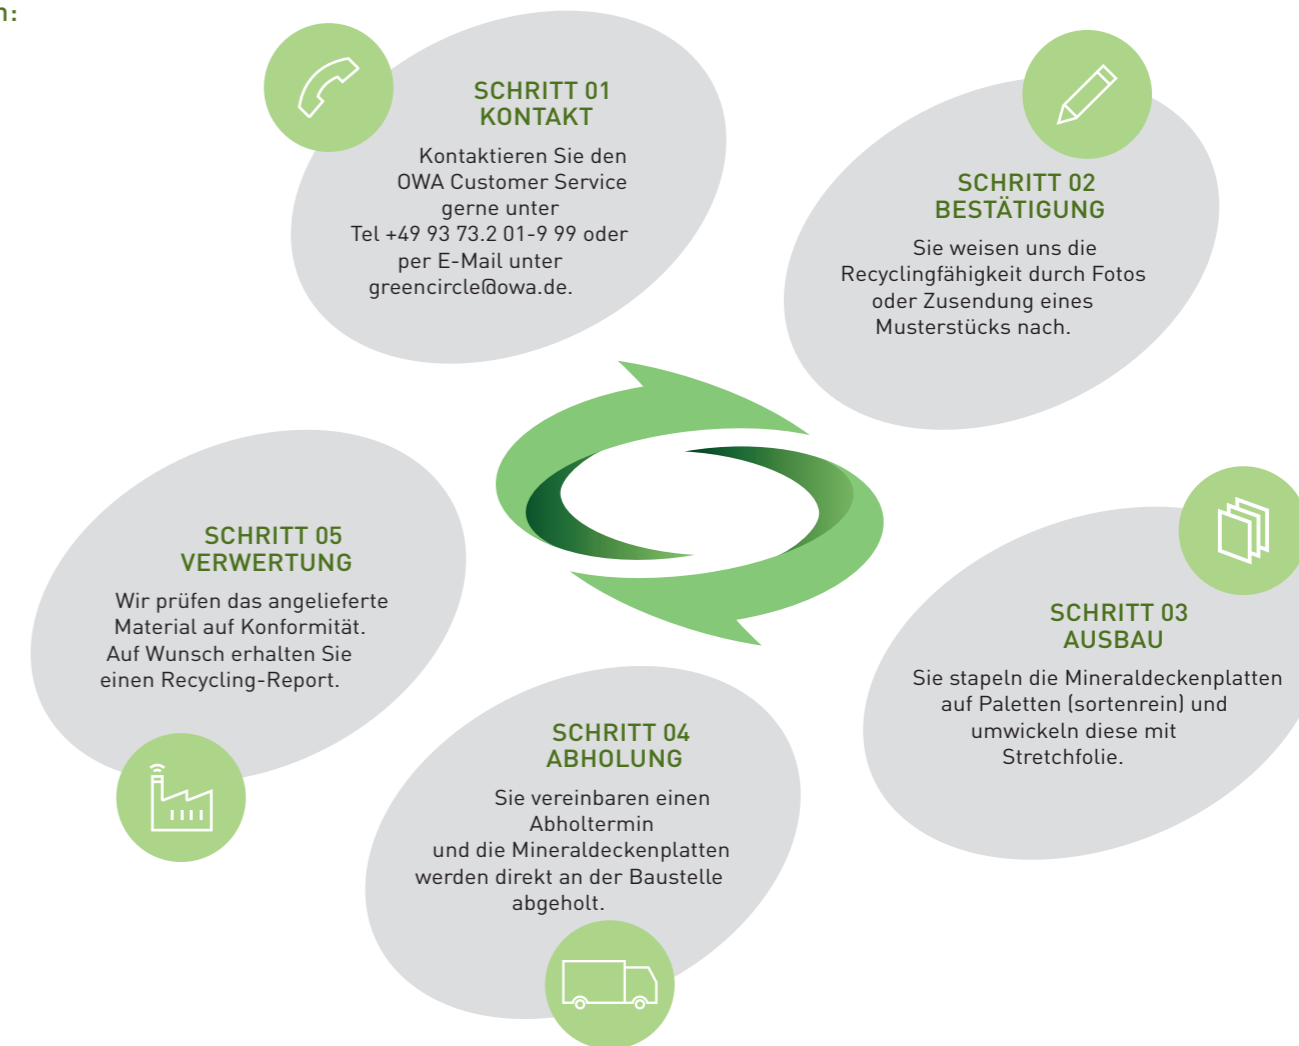 n:
SCHRITT 01
KONTAKT
Kontaktieren Sie den
OWA Customer Service
gerne unter
Tel +49 93 73.2 01-9 99 oder
per E-Mail unter
greencircle@owa.de.
SCHRITT 02
BESTÄTIGUNG
Sie weisen uns die
Recyclingfähigkeit durch Fotos
oder Zusendung eines
Musterstücks nach.
SCHRITT 03
AUSBAU
Sie stapeln die Mineraldeckenplatten
auf Paletten (sortenrein) und
umwickeln diese mit
Stretchfolie.
SCHRITT 04
ABHOLUNG
Sie vereinbaren einen
Abholtermin
und die Mineraldeckenplatten
werden direkt an der Baustelle
abgeholt.
SCHRITT 05
VERWERTUNG
Wir prüfen das angelieferte
Material auf Konformität.
Auf Wunsch erhalten Sie
einen Recycling-Report.